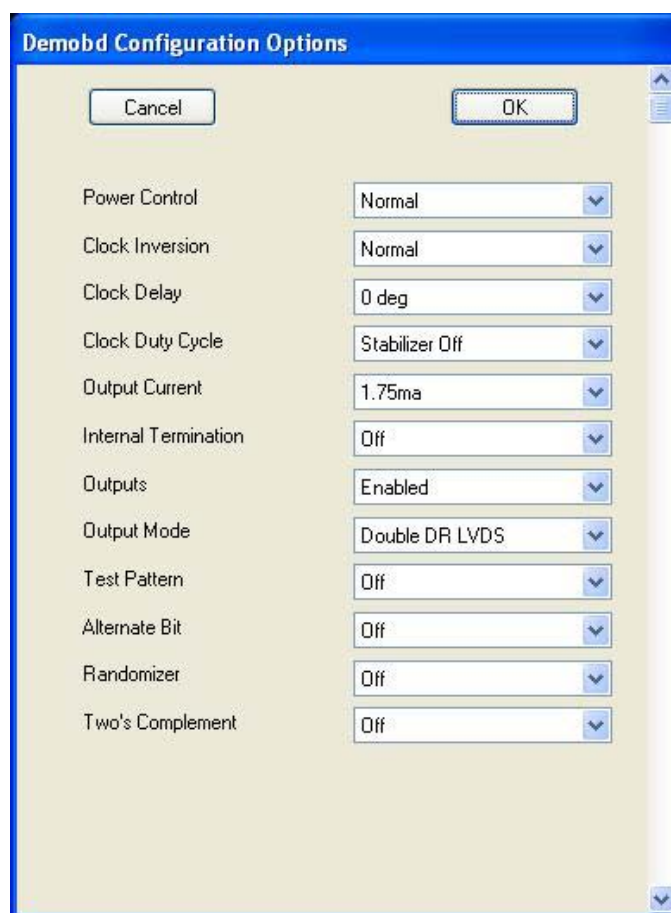 Demobd Configuration Options
Cancel OK
Power Control Normal
Clock Inversion Normal
Clock Delay 0 deg
Clock Duty Cycle Stabilizer Off
Output Current 1.75ma
Internal Termination Off
Outputs Enabled
Output Mode Double DR LVDS
Test Pattern Off
Alternate Bit Off
Randomizer Off
Two's Complement Off